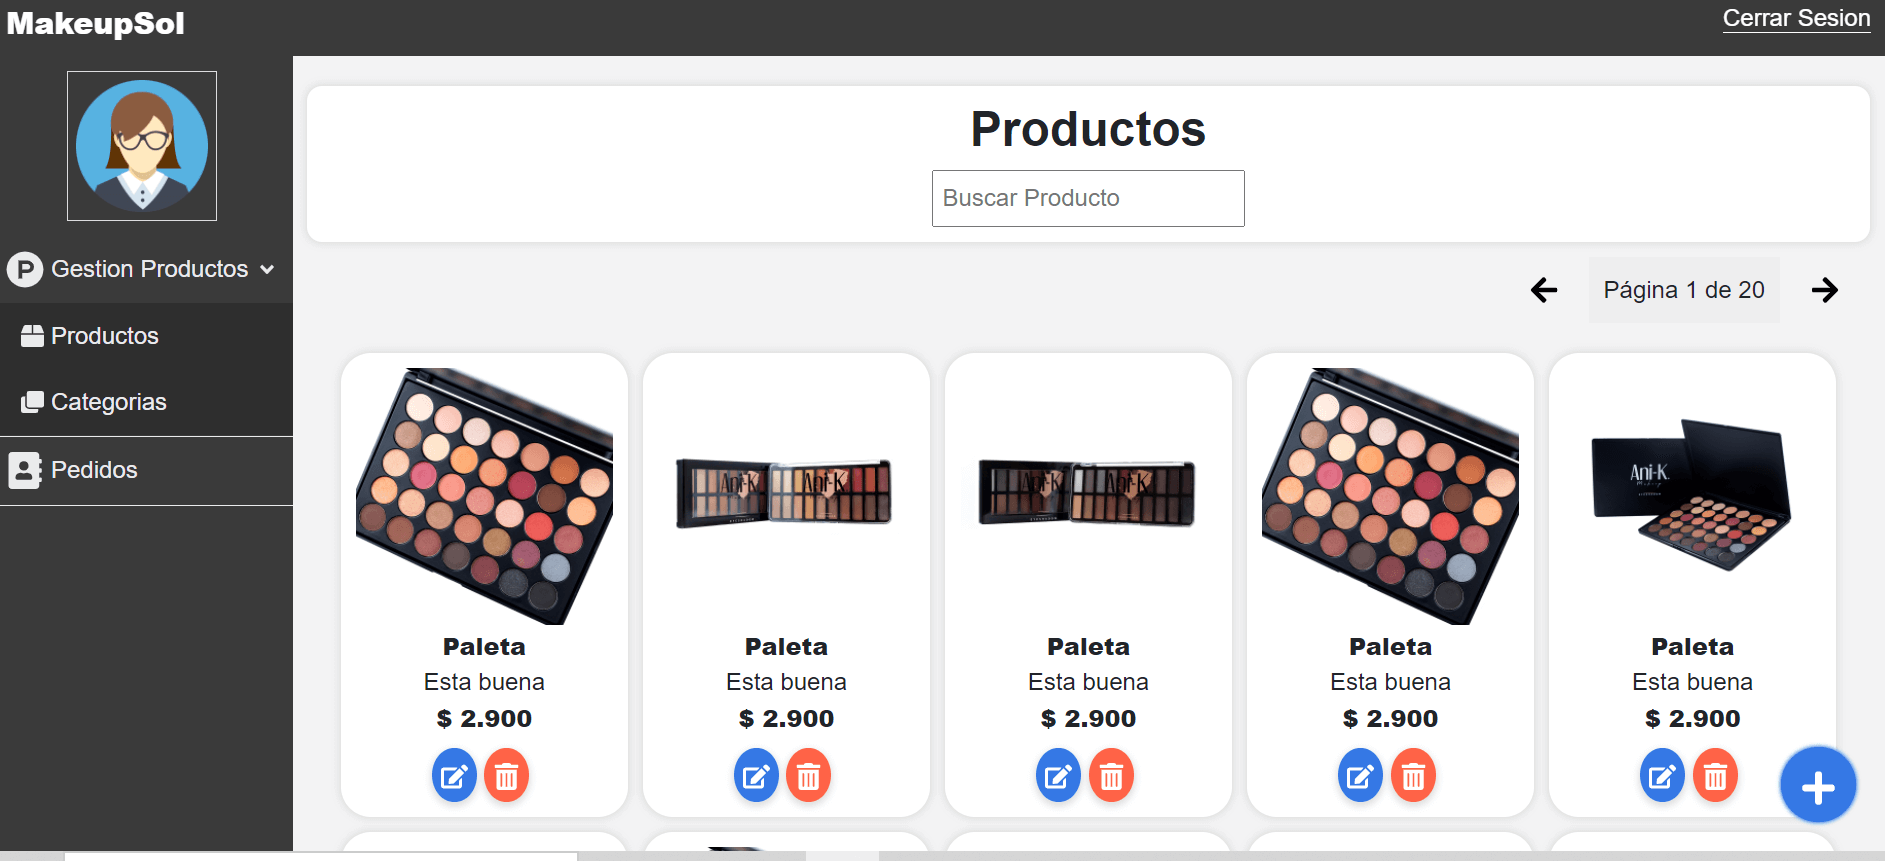 MakeupSol
Cerrar Sesion
Gestion Productos
Productos
Categorias
Pedidos
Productos
Buscar Producto
Página 1 de 20
Ani-K
Ani-K
Paleta
Esta buena
$ 2.900
Ani-K
Ani-K
Paleta
Esta buena
$ 2.900
Paleta
Esta buena
$ 2.900
Paleta
Esta buena
$ 2.900
Ani-K.
Paleta
Esta buena
$ 2.900